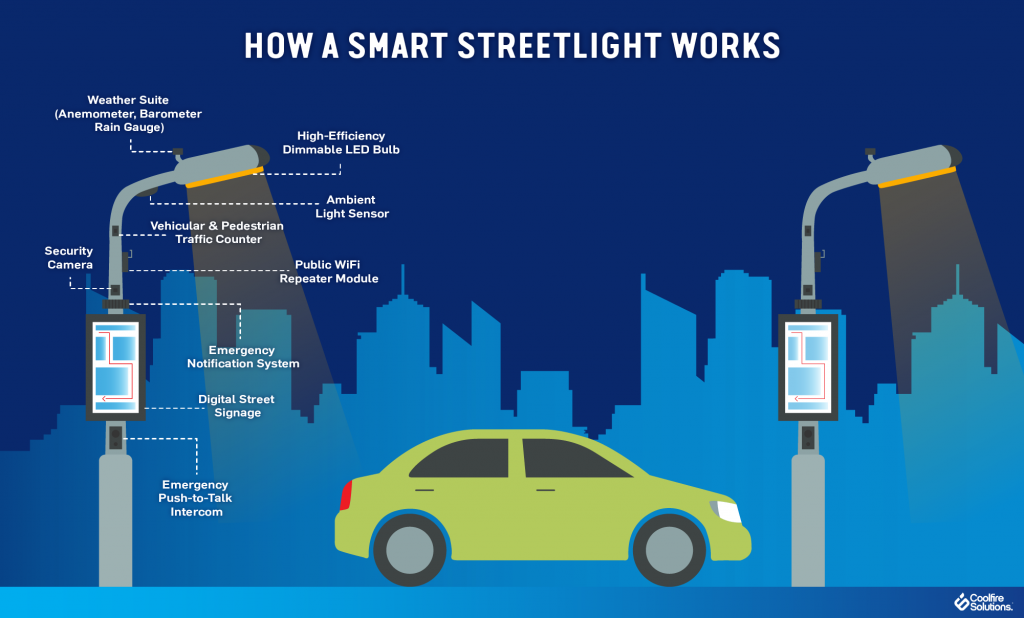 HOW A SMART STREETLIGHT WORKS
Weather Suite
(Anemometer, Barometer
Rain Gauge)
High-Efficiency
Dimmable LED Bulb
Ambient
Light Sensor
Vehicular & Pedestrian
Traffic Counter
Security
Camera
Public WiFi
Repeater Module
Emergency
Notification System
Digital Street
Signage
Emergency
Push-to-Talk
Intercom
Coolfire
Solutions.